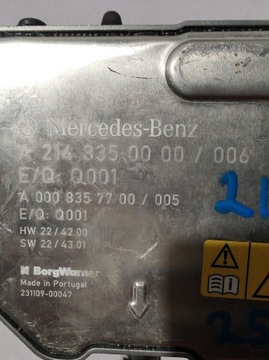 Mercedes-Benz
A 214 835 00 00 / 006
E/Q: Q001
A 000 835 77 00 / 005
E/Q: Q001
HW 22 / 42.00
SW 22 / 43.01
BorgWarner
Made in Portugal
231109-00047